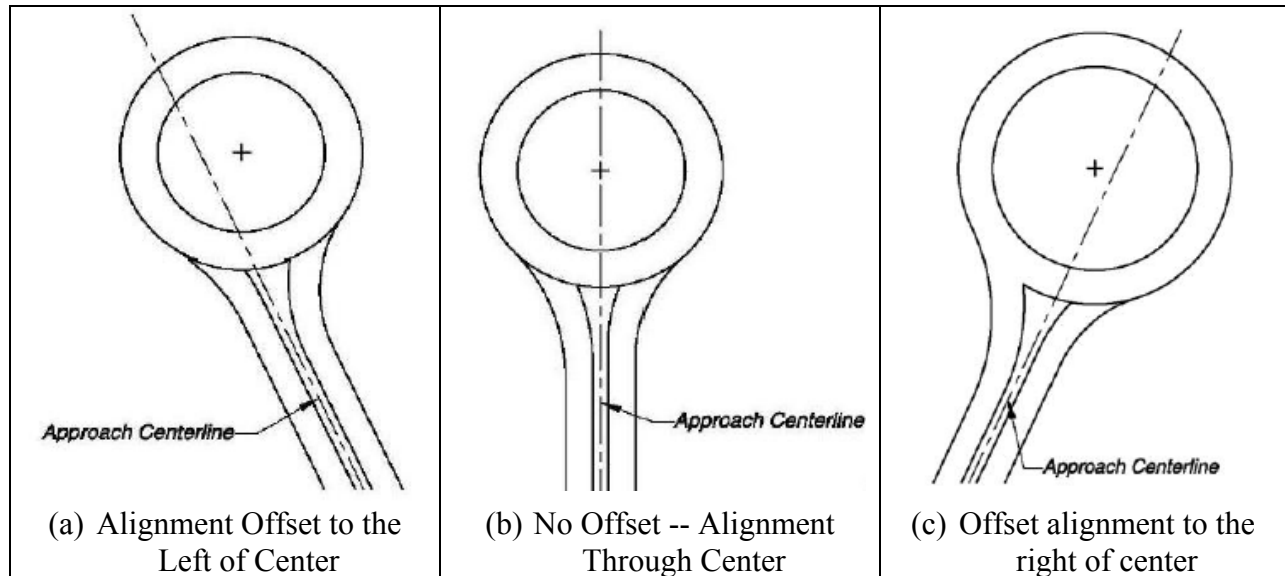 Approach Centerline
(a) Alignment Offset to the
Left of Center
Approach Centerline
(b) No Offset -- Alignment
Through Center
Approach Centerline
(c) Offset alignment to the
right of center